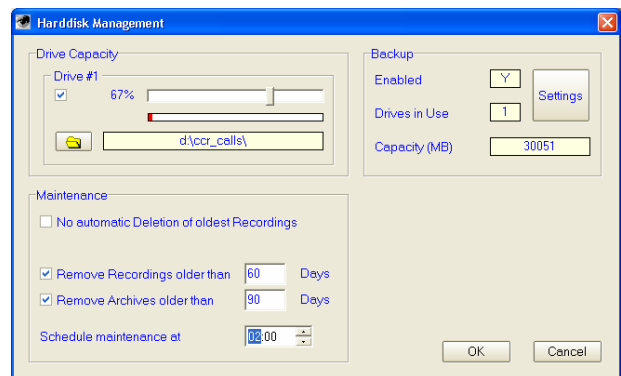 Harddisk Management
Drive Capacity
Drive #1
67%
d:\ccr_calls\
Backup
Enabled Y
Drives in Use 1
Settings
Capacity (MB) 30051
Maintenance
No automatic Deletion of oldest Recordings
Remove Recordings older than 60 Days
Remove Archives older than 90 Days
Schedule maintenance at 02:00
OK Cancel